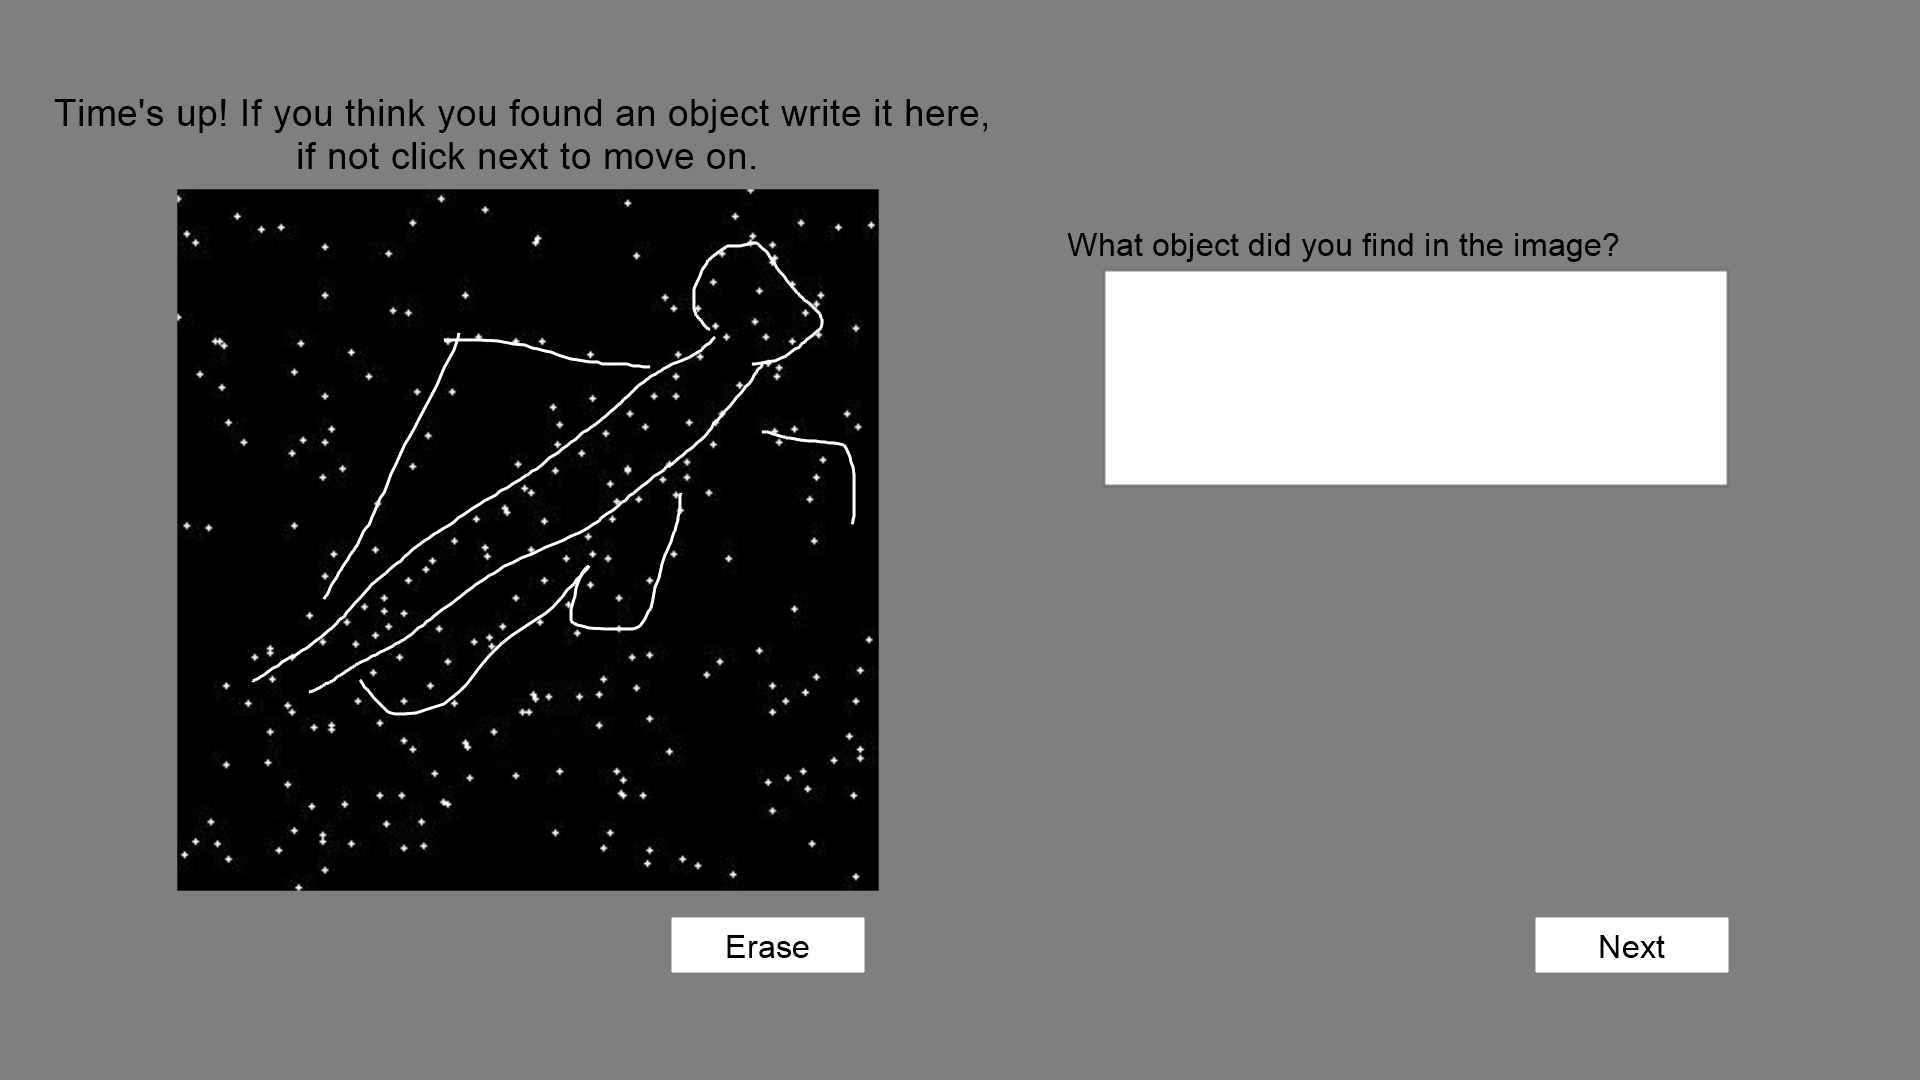 Time's up! If you think you found an object write it here,
if not click next to move on.
What object did you find in the image?
Erase
Next